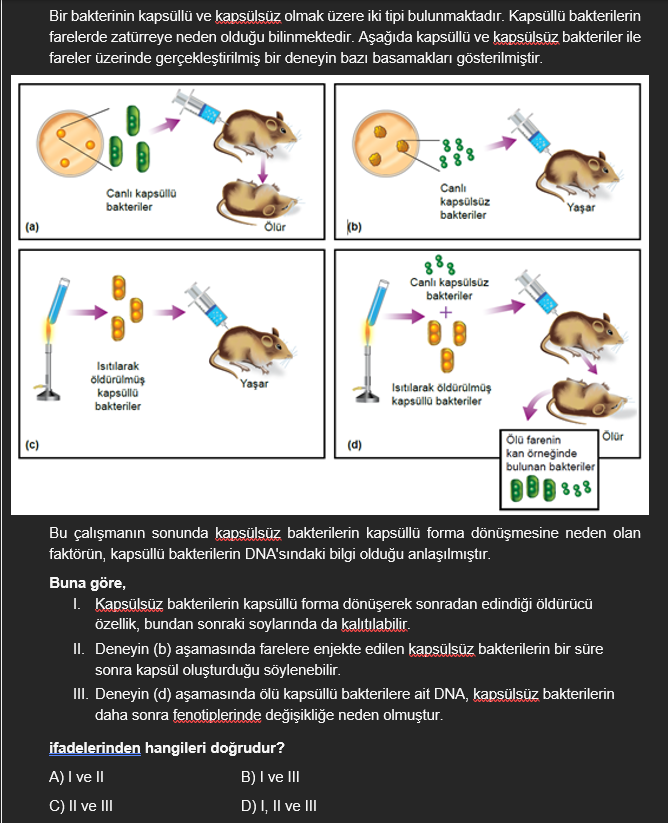 Bir bakterinin kapsüllü ve kapsülsüz olmak üzere iki tipi bulunmaktadır. Kapsüllü bakterilerin
farelerde zatürreye neden olduğu bilinmektedir. Aşağıda kapsüllü ve kapsülsüz bakteriler ile
fareler üzerinde gerçekleştirilmiş bir deneyin bazı basamakları gösterilmiştir.
Canlı kapsüllü
bakteriler
Ölür
(a)
Canlı
kapsülsüz
bakteriler
Yaşar
(b)
Isıtılarak
öldürülmüş
kapsüllü
bakteriler
Yaşar
(c)
Canlı kapsülsüz
bakteriler
+
Isıtılarak öldürülmüş
kapsüllü bakteriler
Ölür
(d)
Ölü farenin
kan örneğinde
bulunan bakteriler
Bu çalışmanın sonunda kapsülsüz bakterilerin kapsüllü forma dönüşmesine neden olan
faktörün, kapsüllü bakterilerin DNA'sındaki bilgi olduğu anlaşılmıştır.
Buna göre,
I. Kapsülsüz bakterilerin kapsüllü forma dönüşerek sonradan edindiği öldürücü
özellik, bundan sonraki soylarında da kalıtılabilir.
II. Deneyin (b) aşamasında farelere enjekte edilen kapsülsüz bakterilerin bir süre
sonra kapsül oluşturduğu söylenebilir.
III. Deneyin (d) aşamasında ölü kapsüllü bakterilere ait DNA, kapsülsüz bakterilerin
daha sonra fenotiplerinde değişikliğe neden olmuştur.
ifadelerinden hangileri doğrudur?
A) I ve II B) I ve III
C) II ve III D) I, II ve III